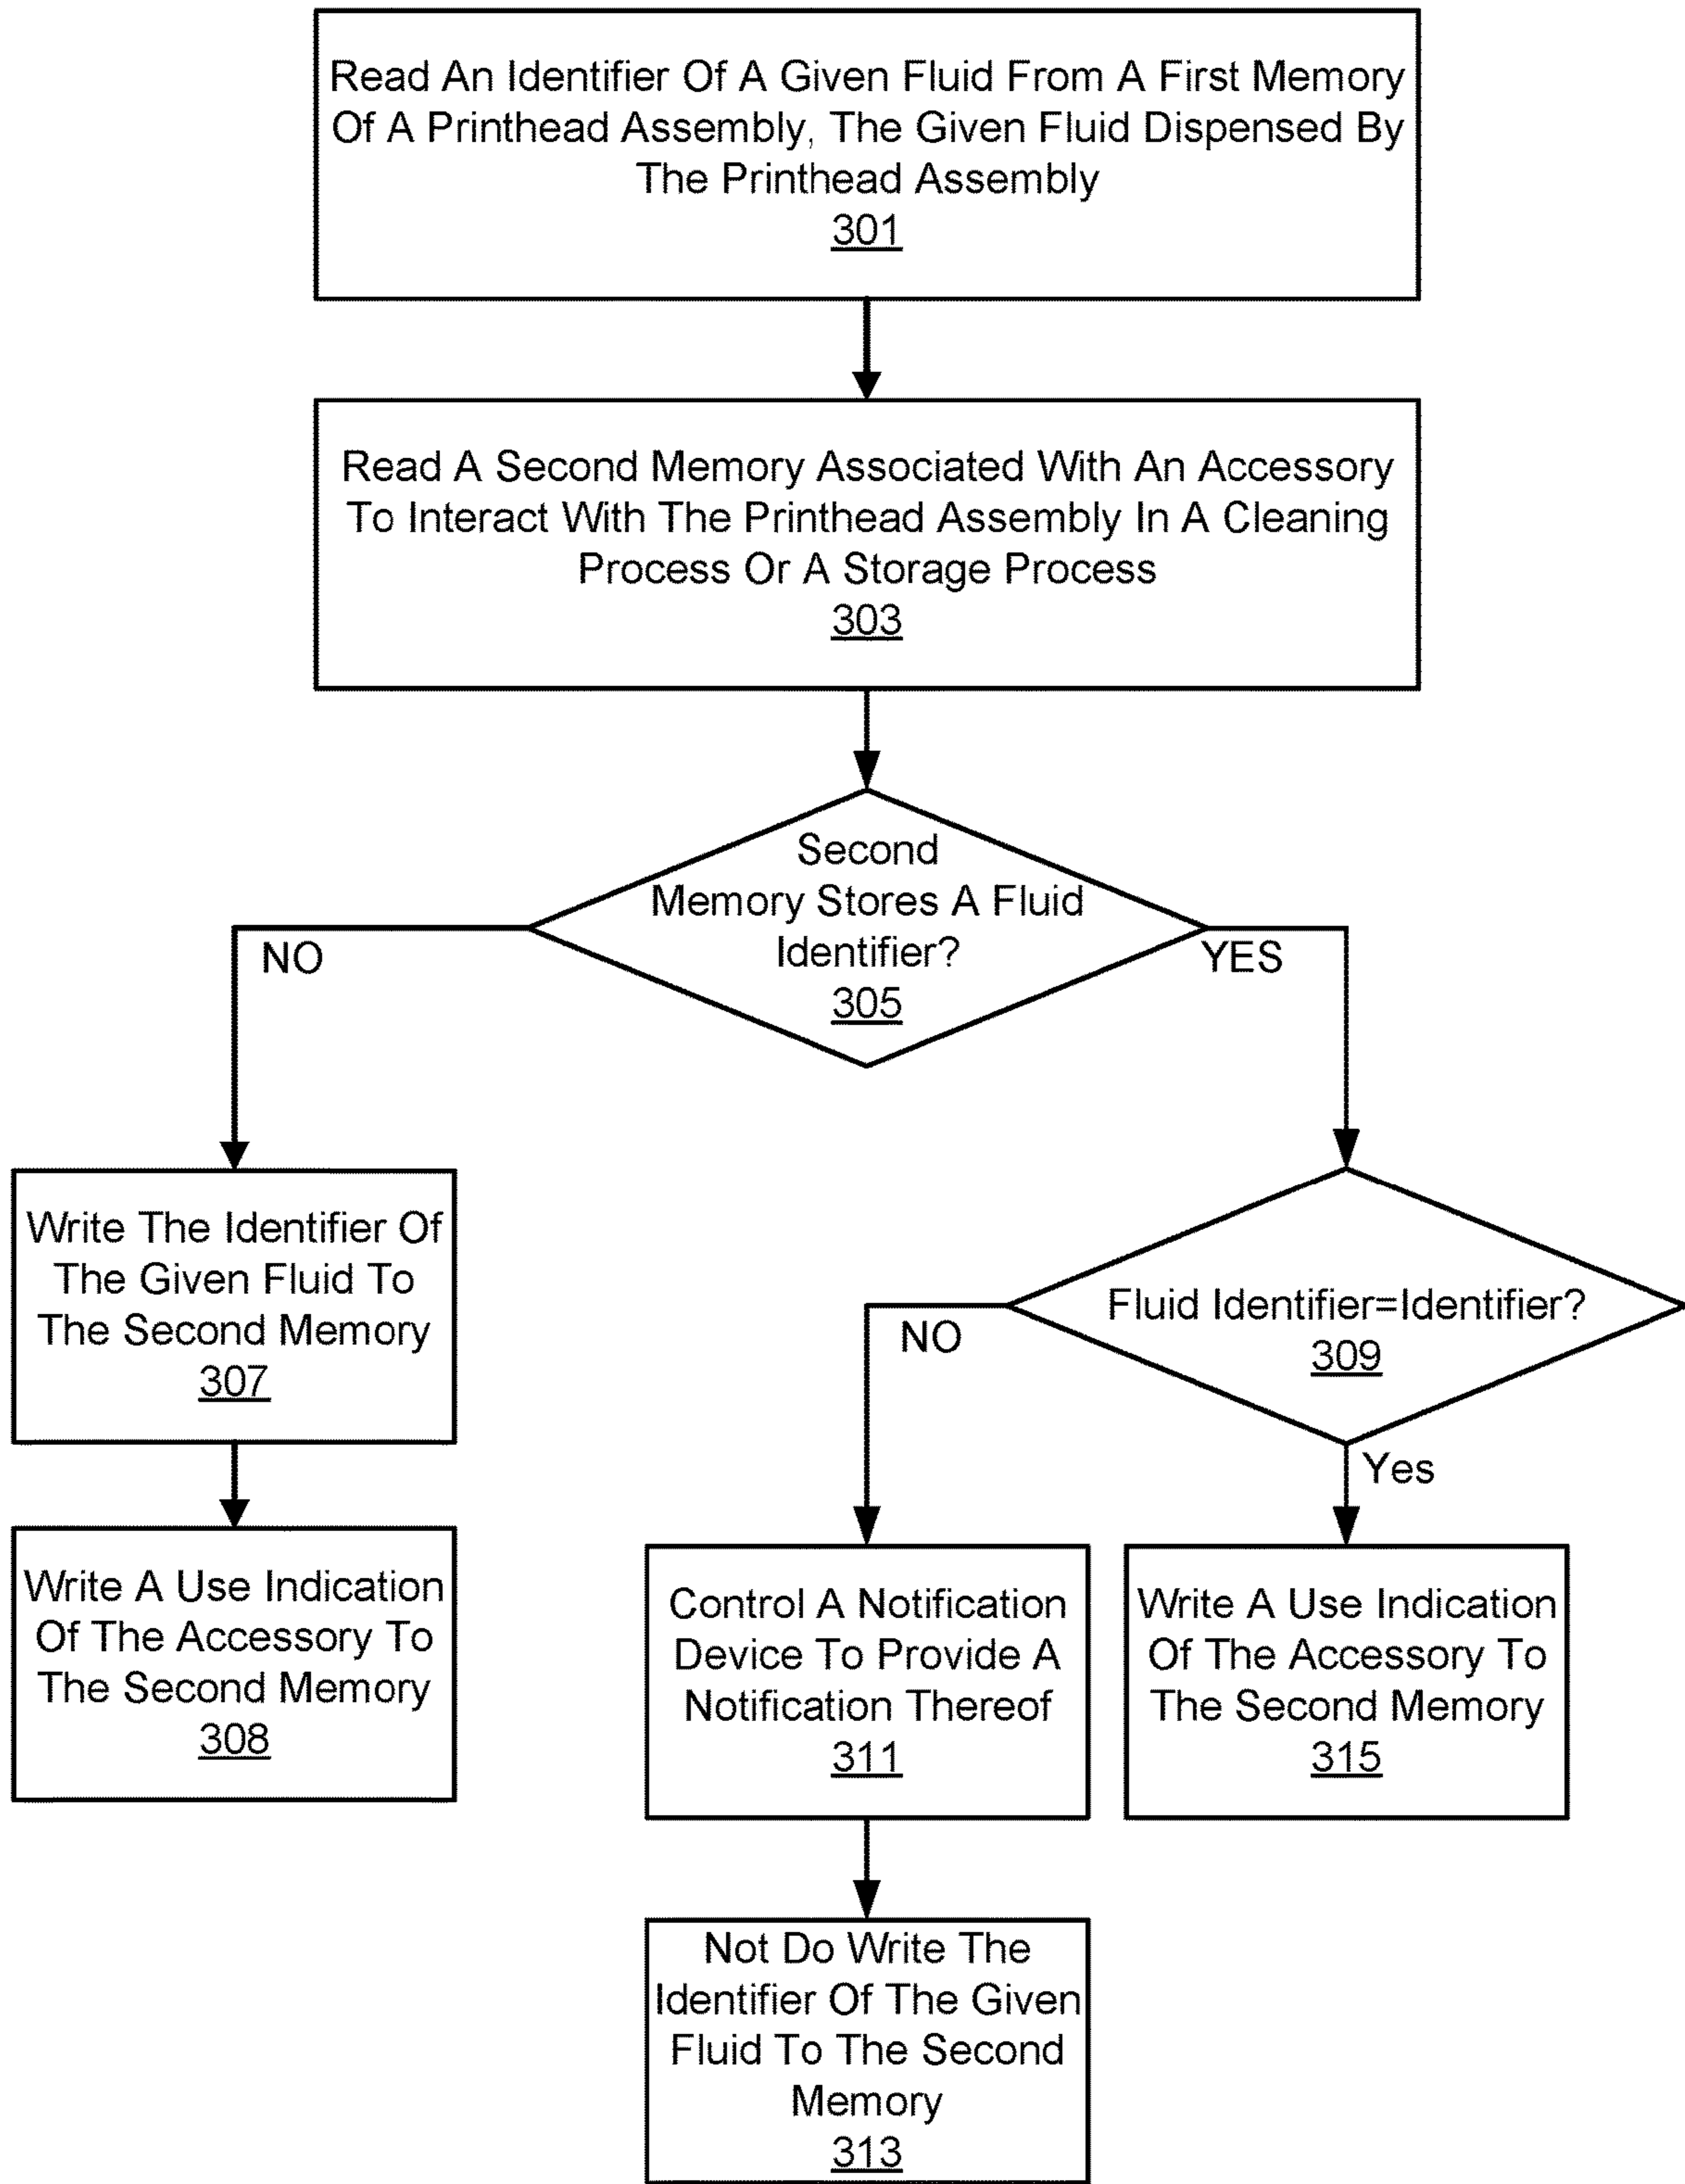 Read An Identifier Of A Given Fluid From A First Memory
Of A Printhead Assembly, The Given Fluid Dispensed By
The Printhead Assembly
301
Read A Second Memory Associated With An Accessory
To Interact With The Printhead Assembly In A Cleaning
Process Or A Storage Process
303
Second
Memory Stores A Fluid
Identifier?
305
NO
YES
Write The Identifier Of
The Given Fluid To
The Second Memory
307
Write A Use Indication
Of The Accessory To
The Second Memory
308
Fluid Identifier=Identifier?
309
NO
Yes
Control A Notification
Device To Provide A
Notification Thereof
311
Write A Use Indication
Of The Accessory To
The Second Memory
315
Not Do Write The
Identifier Of The Given
Fluid To The Second
Memory
313